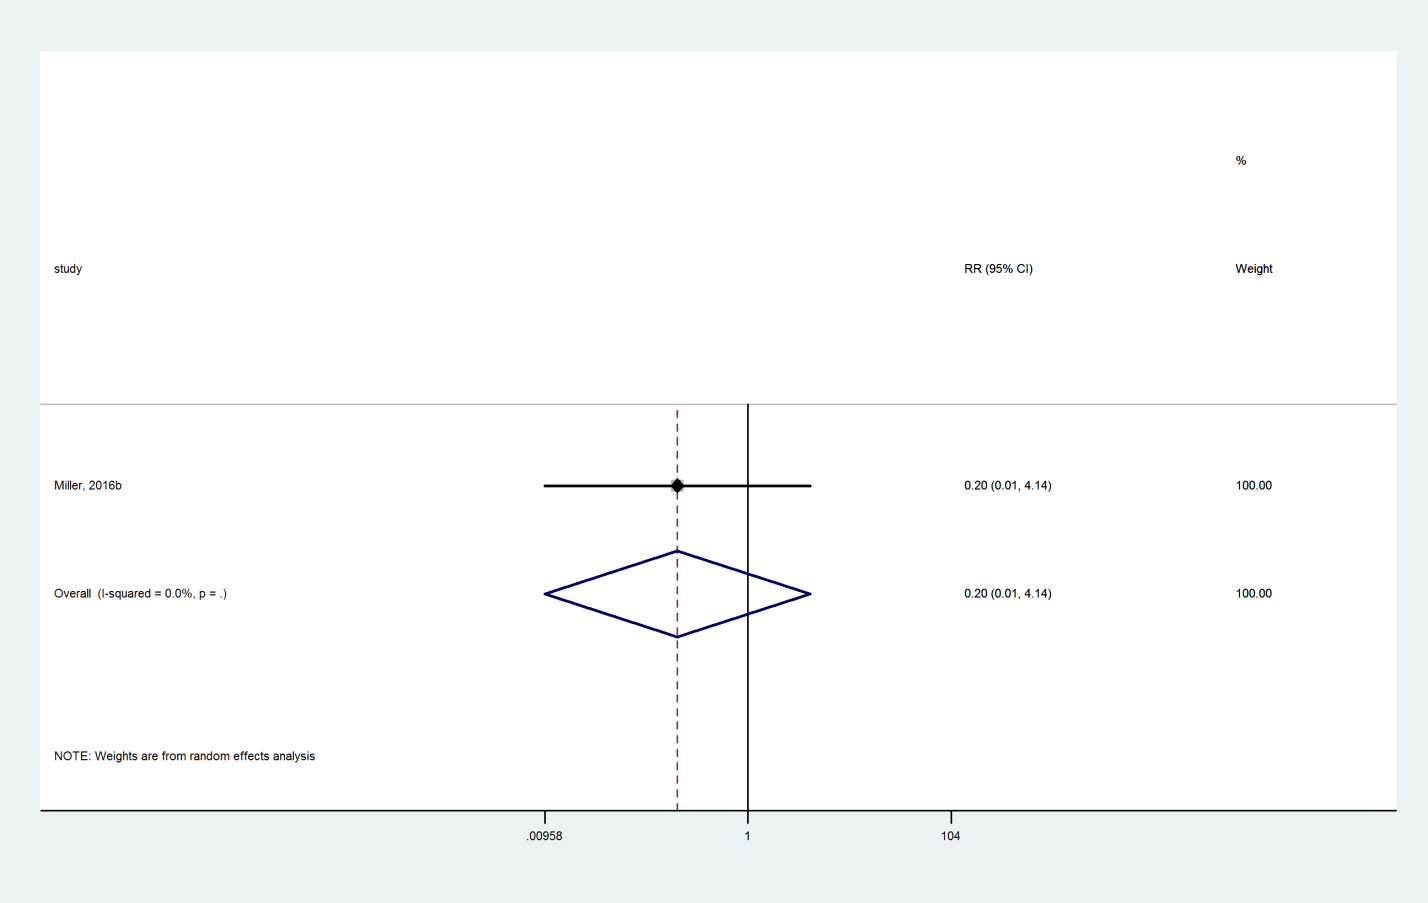 %
study RR (95% CI) Weight
Miller, 2016b 0.20 (0.01, 4.14) 100.00
Overall (I-squared = 0.0%, p = .) 0.20 (0.01, 4.14) 100.00
NOTE: Weights are from random effects analysis
.00958 1 104